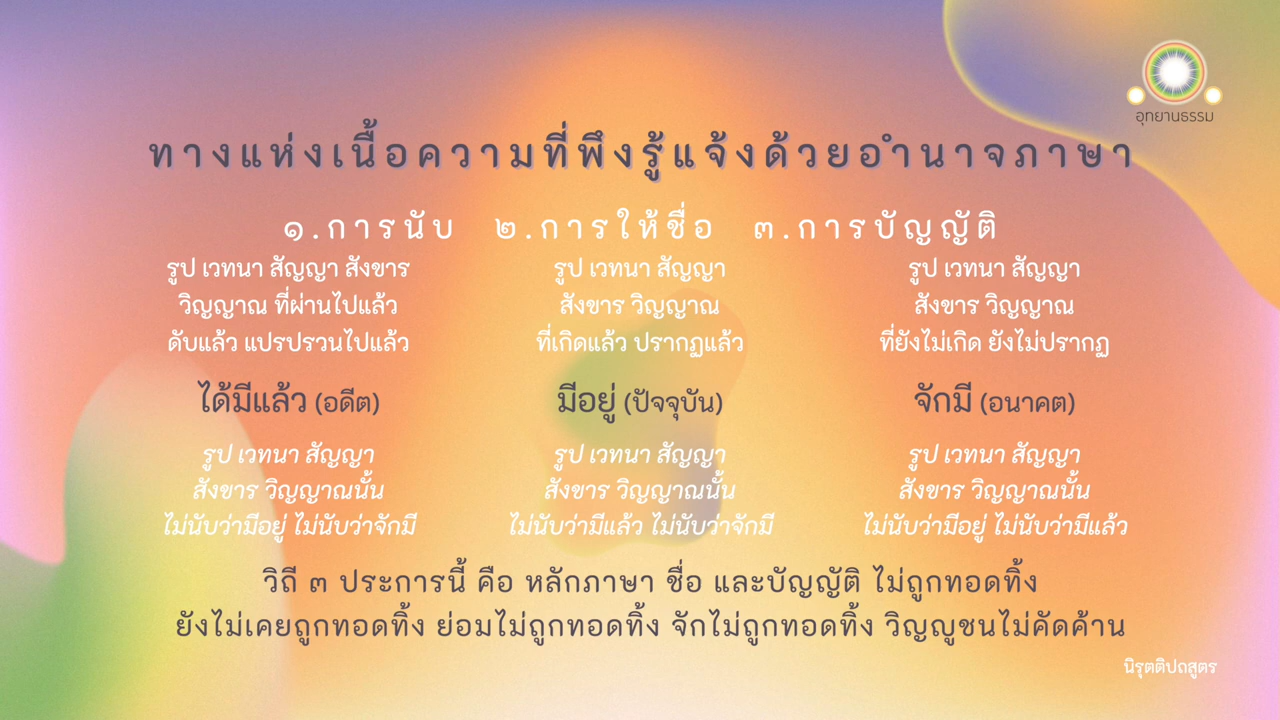 อุทยานธรรม
ทางแห่งเนื้อความที่พึงรู้แจ้งด้วยอำนาจภาษา
๑.การนับ ๒.การให้ชื่อ ๓.การบัญญัติ
รูป เวทนา สัญญา สังขาร
วิญญาณ ที่ผ่านไปแล้ว
ดับแล้ว แปรปรวนไปแล้ว
ได้มีแล้ว (อดีต)
รูป เวทนา สัญญา
สังขาร วิญญาณนั้น
ไม่นับว่ามีอยู่ ไม่นับว่าจักมี
รูป เวทนา สัญญา
สังขาร วิญญาณ
ที่เกิดแล้ว ปรากฏแล้ว
มีอยู่ (ปัจจุบัน)
รูป เวทนา สัญญา
สังขาร วิญญาณนั้น
ไม่นับว่ามีแล้ว ไม่นับว่าจักมี
รูป เวทนา สัญญา
สังขาร วิญญาณ
ที่ยังไม่เกิด ยังไม่ปรากฏ
จักมี (อนาคต)
รูป เวทนา สัญญา
สังขาร วิญญาณนั้น
ไม่นับว่ามีอยู่ ไม่นับว่ามีแล้ว
วิถี ๓ ประการนี้ คือ หลักภาษา ชื่อ และบัญญัติ ไม่ถูกทอดทิ้ง
ยังไม่เคยถูกทอดทิ้ง ย่อมไม่ถูกทอดทิ้ง จักไม่ถูกทอดทิ้ง วิญญูชนไม่คัดค้าน
นิรุตติปถสูตร